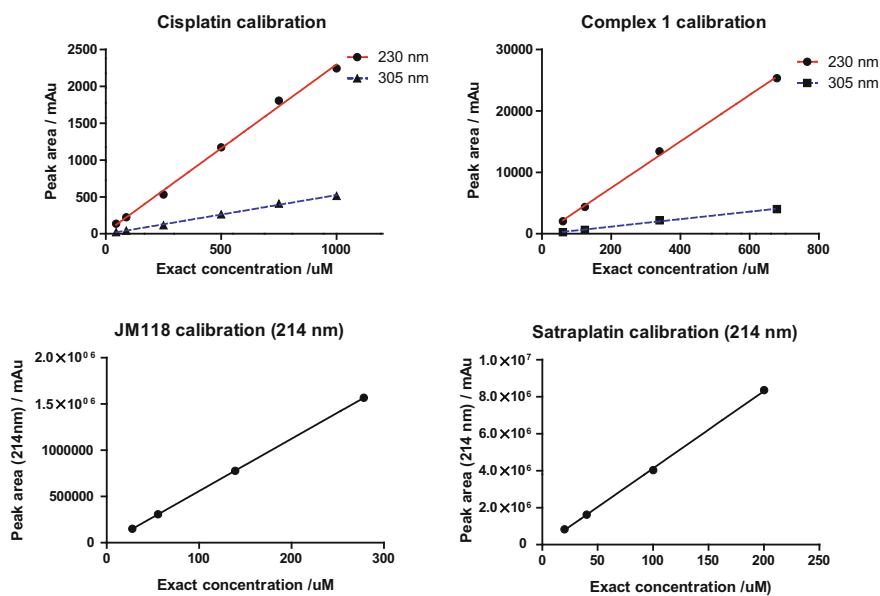 Cisplatin calibration
2500
2000
1500
1000
500
0
0 500 1000
Peak area / mAu
Exact concentration /uM
230 nm
305 nm
Complex 1 calibration
30000
20000
10000
0
0 200 400 600 800
Peak area / mAu
Exact concentration /uM
230 nm
305 nm
JM118 calibration (214 nm)
2.0×10⁰⁶
1.5×10⁰⁶
1000000
500000
0
0 100 200 300
Peak area (214nm) / mAu
Exact concentration /uM
Satraplatin calibration (214 nm)
1.0×10⁷
8.0×10⁶
6.0×10⁶
4.0×10⁶
2.0×10⁶
0
0 50 100 150 200 250
Peak area (214 nm) / mAu
Exact concentration /uM)